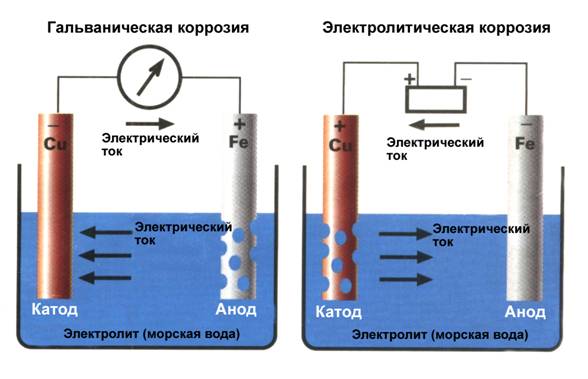 Гальваническая коррозия
−
Cu
+
Fe
Электрический
ток
Электрический
ток
Катод
Анод
Электролит (морская вода)
Электролитическая коррозия
+
−
+
Cu
−
Fe
Электрический
ток
Электрический
ток
Катод
Анод
Электролит (морская вода)